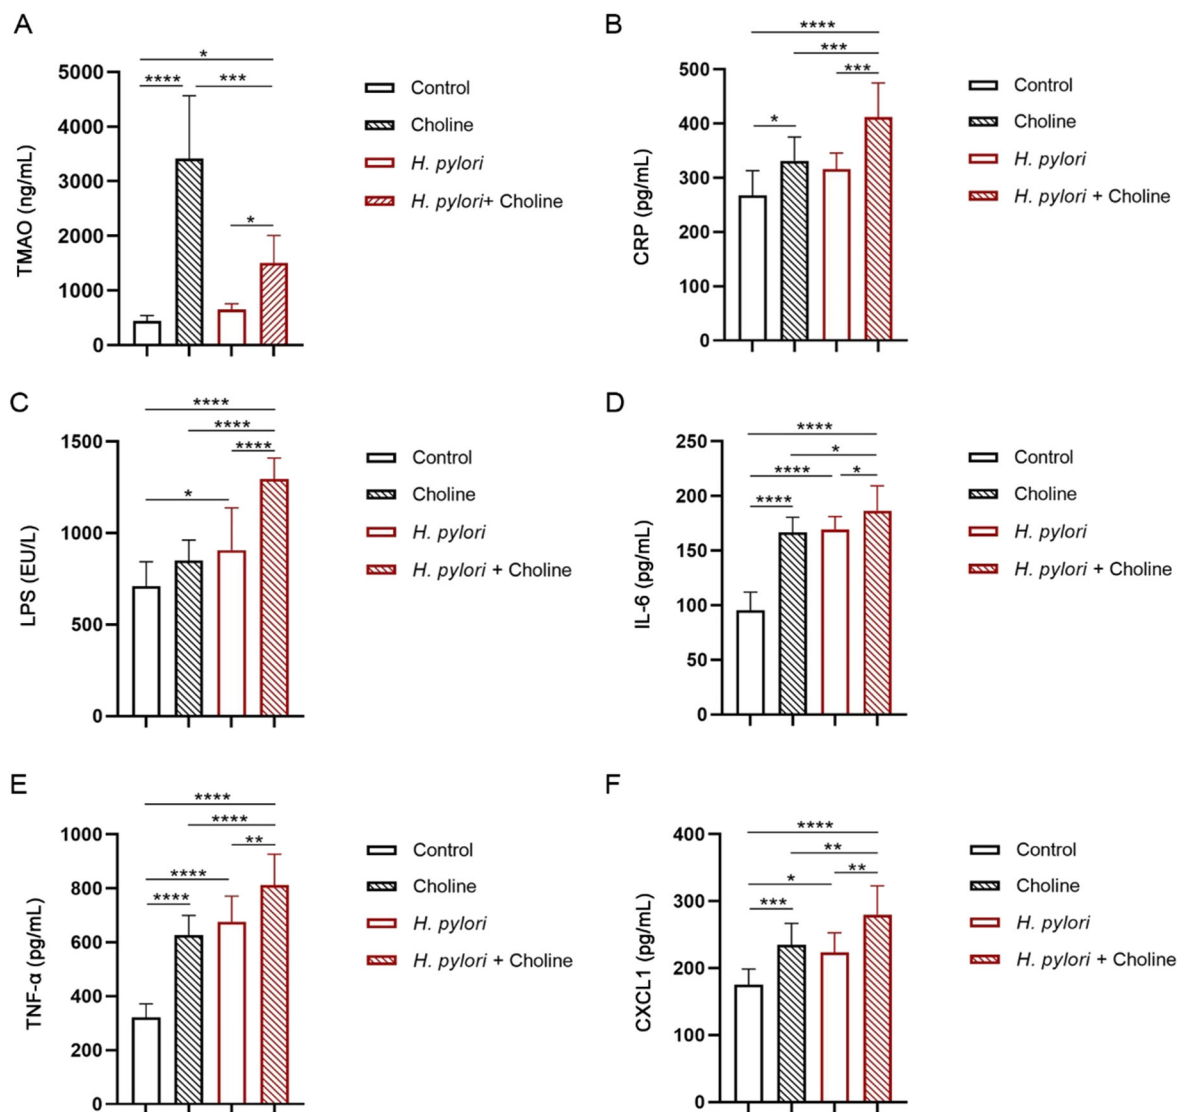 A
TMAO (ng/mL)
5000
4000
3000
2000
1000
0
*
**** ***
*
Control
Choline
H. pylori
H. pylori+ Choline
B
CRP (pg/mL)
500
400
300
200
100
0
****
***
***
*
Control
Choline
H. pylori
H. pylori + Choline
C
LPS (EU/L)
1500
1000
500
0
****
****
****
*
Control
Choline
H. pylori
H. pylori + Choline
D
IL-6 (pg/mL)
250
200
150
100
50
0
****
*
**** *
****
Control
Choline
H. pylori
H. pylori + Choline
E
TNF-α (pg/mL)
1000
800
600
400
200
0
****
****
**
****
****
Control
Choline
H. pylori
H. pylori + Choline
F
CXCL1 (pg/mL)
400
300
200
100
0
****
**
**
*
***
Control
Choline
H. pylori
H. pylori + Choline